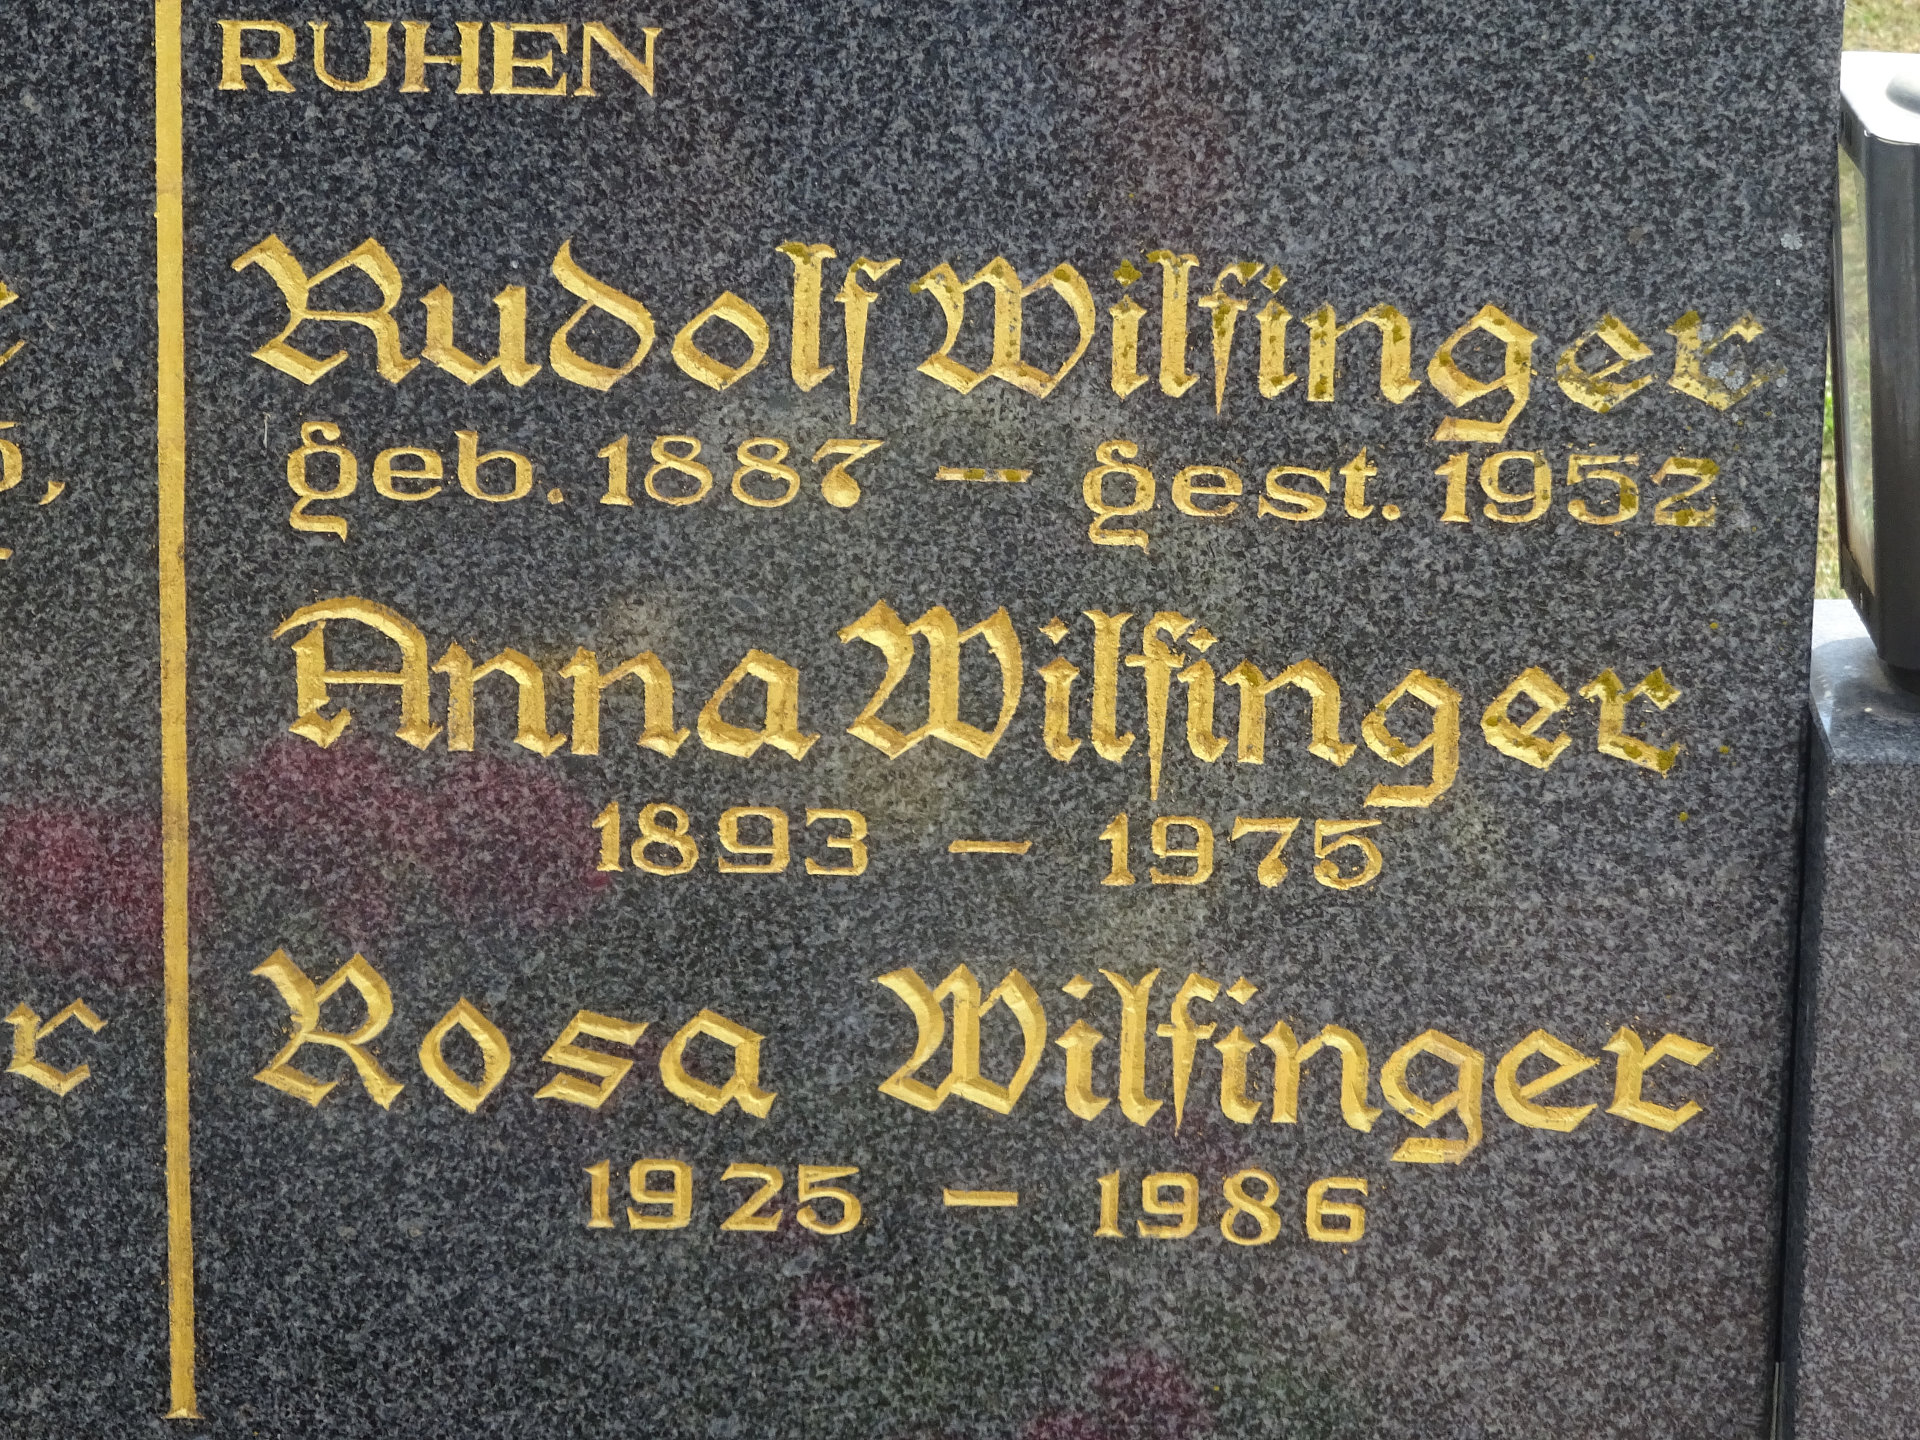 RUHEN
Rudolf Wilfinger
geb. 1887 – gest. 1952
Anna Wilfinger
1893 – 1975
Rosa Wilfinger
1925 – 1986